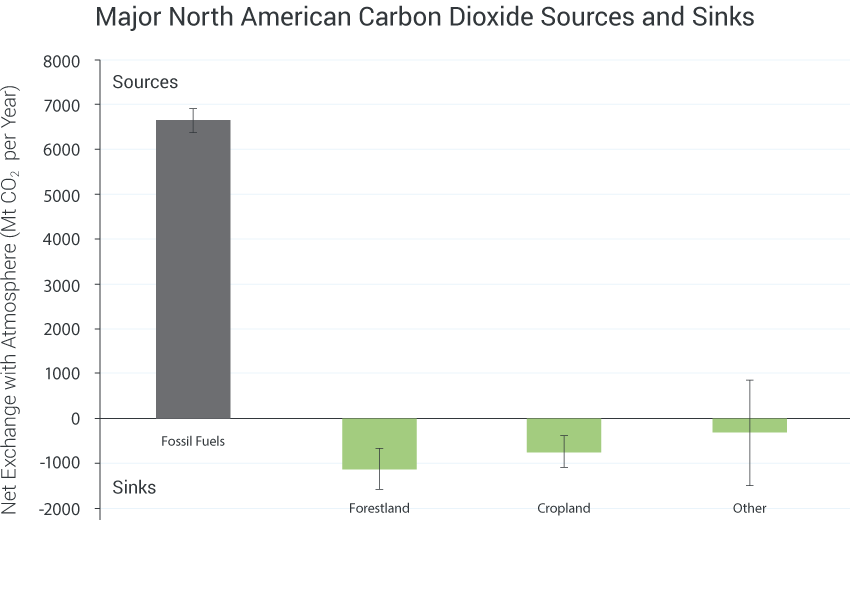 Major North American Carbon Dioxide Sources and Sinks
Net Exchange with Atmosphere (Mt CO₂ per Year)
8000
7000
6000
5000
4000
3000
2000
1000
0
-1000
-2000
Sources
Sinks
Fossil Fuels
Forestland
Cropland
Other